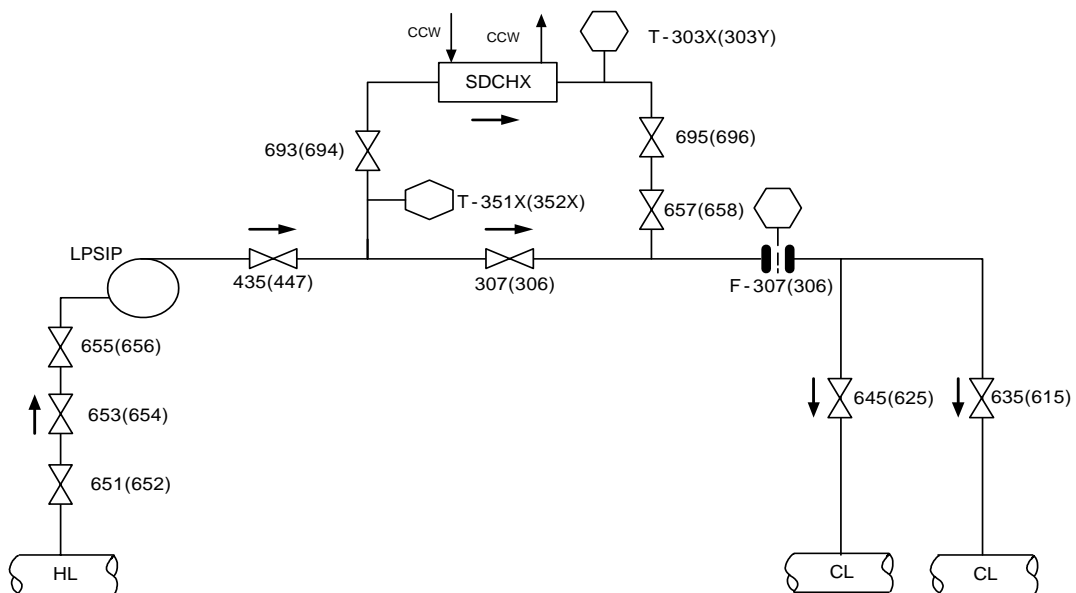 CCW
CCW
T-303X(303Y)
SDCHX
693(694)
695(696)
T-351X(352X)
657(658)
LPSIP
435(447)
307(306)
F-307(306)
655(656)
653(654)
645(625)
635(615)
651(652)
HL
CL
CL